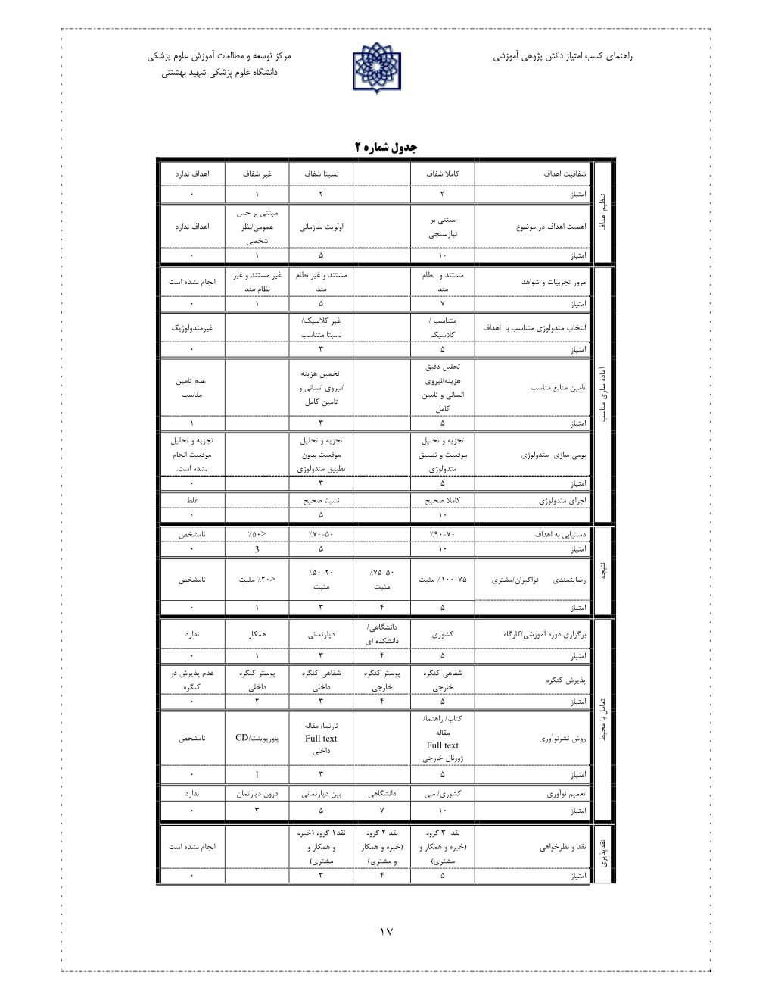 راهنمای کسب امتیاز دانش پژوهی آموزشی
مرکز توسعه و مطالعات آموزش علوم پزشکی
دانشگاه علوم پزشکی شهید بهشتی
جدول شماره ۲
تنظیم اهداف
شفافیت اهداف کاملا شفاف نسبتا شفاف غیر شفاف اهداف ندارد
امتیاز ۳ ۲ ۱ ۰
اهمیت اهداف در موضوع مبتنی بر نیازسنجی اولویت سازمانی مبتنی بر حس عمومی/نظر شخصی اهداف ندارد
امتیاز ۱۰ ۵ ۱ ۰
آماده سازی مناسب
مرور تجربیات و شواهد مستند و نظام مند مستند و غیر نظام مند غیر مستند و غیر نظام مند انجام نشده است
امتیاز ۷ ۵ ۱ ۰
انتخاب متدولوژی متناسب با اهداف متناسب / کلاسیک غیر کلاسیک/ نسبتا متناسب غیرمتدولوژیک
امتیاز ۵ ۳ ۰
تامین منابع مناسب تحلیل دقیق هزینه/نیروی انسانی و تامین کامل تخمین هزینه /نیروی انسانی و تامین کامل عدم تامین مناسب
امتیاز ۵ ۳ ۱
بومی سازی متدولوژی تجزیه و تحلیل موقعیت و تطبیق متدولوژی تجزیه و تحلیل موقعیت بدون تطبیق متدولوژی تجزیه و تحلیل موقعیت انجام نشده است.
امتیاز ۵ ۳ ۰
اجرای متدولوژی کاملا صحیح نسبتا صحیح غلط
۱۰ ۵ ۰
نتیجه
دستیابی به اهداف ۷۰-۹۰٪ ۵۰-۷۰٪ <۵۰٪ نامشخص
امتیاز ۱۰ ۵ 3 ۰
رضایتمندی فراگیران/مشتری ۷۵-۱۰۰٪ مثبت ۵۰-۷۵٪ مثبت ۲۰-۵۰٪ مثبت <۲۰٪ مثبت نامشخص
امتیاز ۵ ۴ ۳ ۱ ۰
تعامل با محیط
برگزاری دوره آموزشی/کارگاه کشوری دانشگاهی/ دانشکده ای دپارتمانی همکار ندارد
امتیاز ۵ ۴ ۳ ۱ ۰
پذیرش کنگره شفاهی کنگره خارجی پوستر کنگره خارجی شفاهی کنگره داخلی پوستر کنگره داخلی عدم پذیرش در کنگره
امتیاز ۵ ۴ ۳ ۲ ۰
روش نشرنوآوری کتاب/ راهنما/ مقاله Full text ژورنال خارجی تارنما/ مقاله Full text داخلی پاورپوینت/CD نامشخص
امتیاز ۵ ۳ 1 ۰
تعمیم نوآوری کشوری/ ملی دانشگاهی بین دپارتمانی درون دپارتمان ندارد
امتیاز ۱۰ ۷ ۵ ۳ ۰
نقدپذیری
نقد و نظرخواهی نقد ۳ گروه (خبره و همکار و مشتری) نقد ۲ گروه (خبره و همکار و مشتری) نقد۱ گروه (خبره و همکار و مشتری) انجام نشده است
امتیاز ۵ ۴ ۳ ۰
۱۷